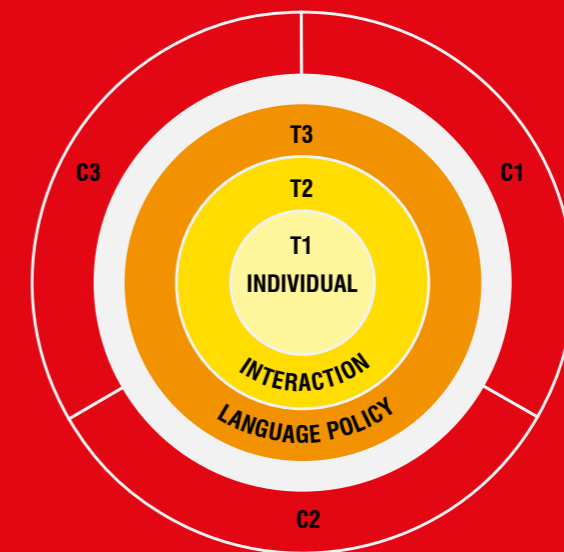 T3
C3
C1
T2
T1
INDIVIDUAL
INTERACTION
LANGUAGE POLICY
C2